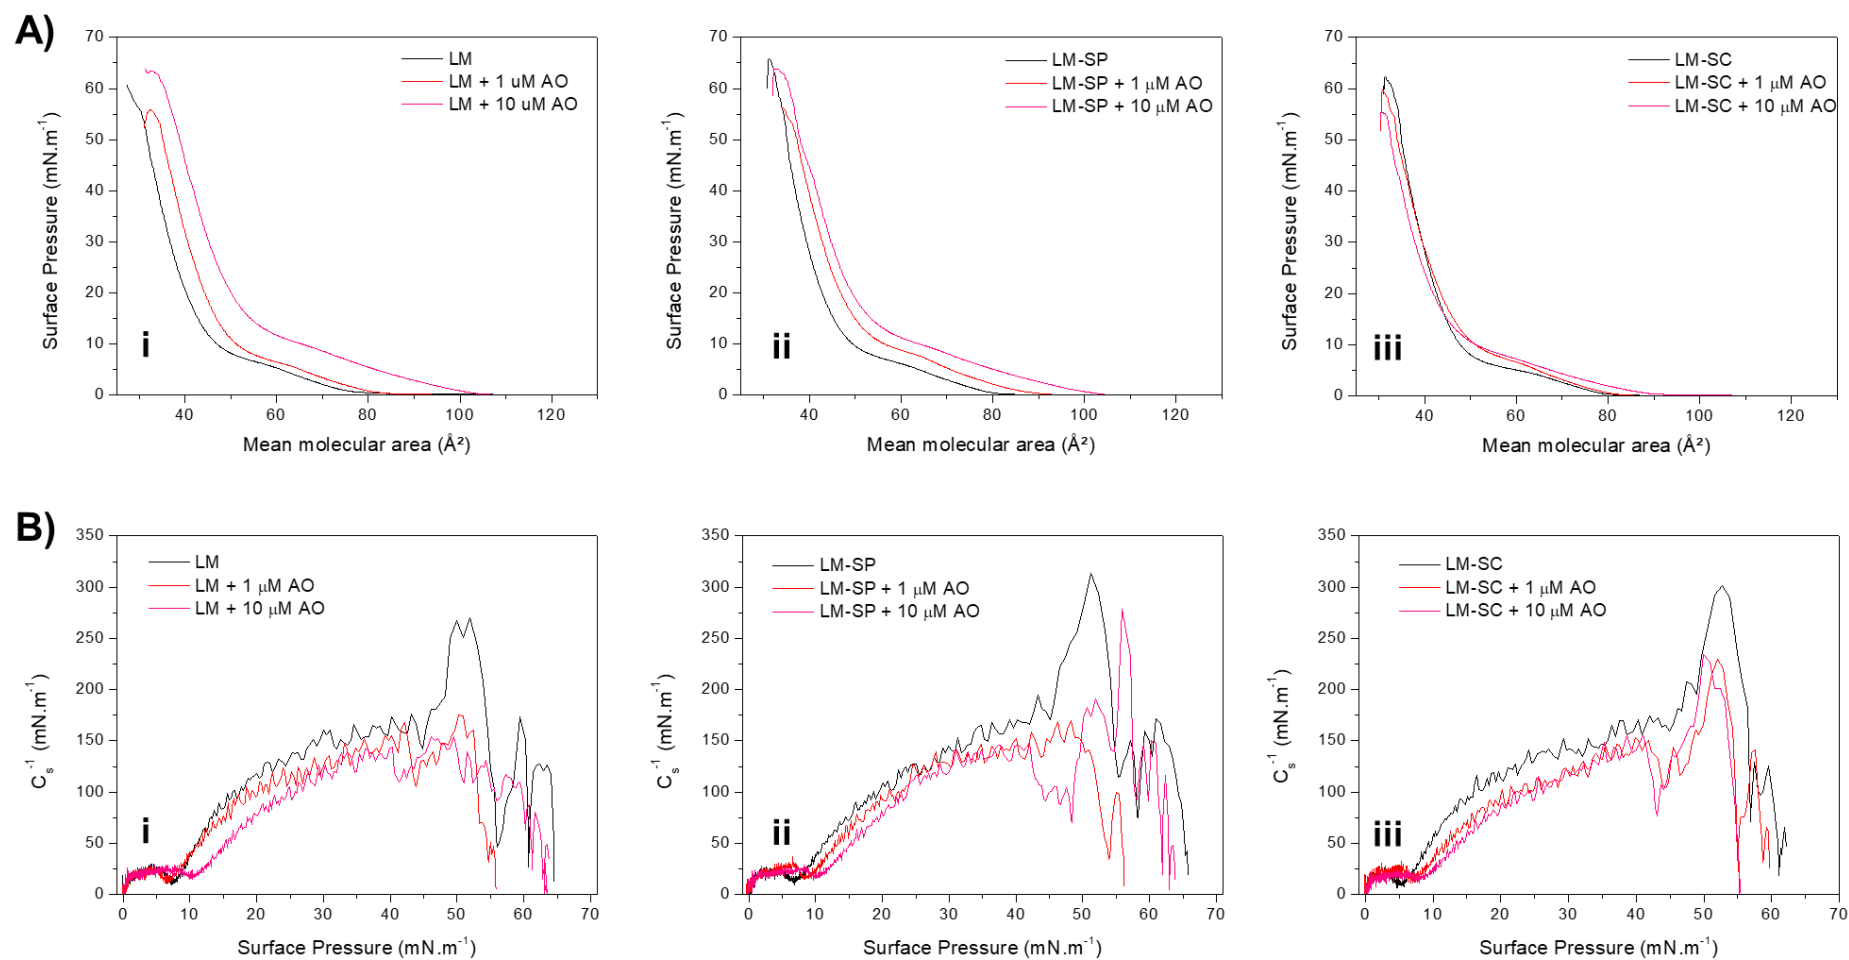 A)
70
60
50
40
30
20
10
0
Surface Pressure (mN.m⁻¹)
LM
LM + 1 uM AO
LM + 10 uM AO
i
40 60 80 100 120
Mean molecular area (Å²)
70
60
50
40
30
20
10
0
Surface Pressure (mN.m⁻¹)
LM-SP
LM-SP + 1 μM AO
LM-SP + 10 μM AO
ii
40 60 80 100 120
Mean molecular area (Å²)
70
60
50
40
30
20
10
0
Surface Pressure (mN.m⁻¹)
LM-SC
LM-SC + 1 μM AO
LM-SC + 10 μM AO
iii
40 60 80 100 120
Mean molecular area (Å²)
B)
350
300
250
200
150
100
50
0
Cₛ⁻¹ (mN.m⁻¹)
LM
LM + 1 μM AO
LM + 10 μM AO
i
0 10 20 30 40 50 60 70
Surface Pressure (mN.m⁻¹)
350
300
250
200
150
100
50
0
Cₛ⁻¹ (mN.m⁻¹)
LM-SP
LM-SP + 1 μM AO
LM-SP + 10 μM AO
ii
0 10 20 30 40 50 60 70
Surface Pressure (mN.m⁻¹)
350
300
250
200
150
100
50
0
Cₛ⁻¹ (mN.m⁻¹)
LM-SC
LM-SC + 1 μM AO
LM-SC + 10 μM AO
iii
0 10 20 30 40 50 60 70
Surface Pressure (mN.m⁻¹)